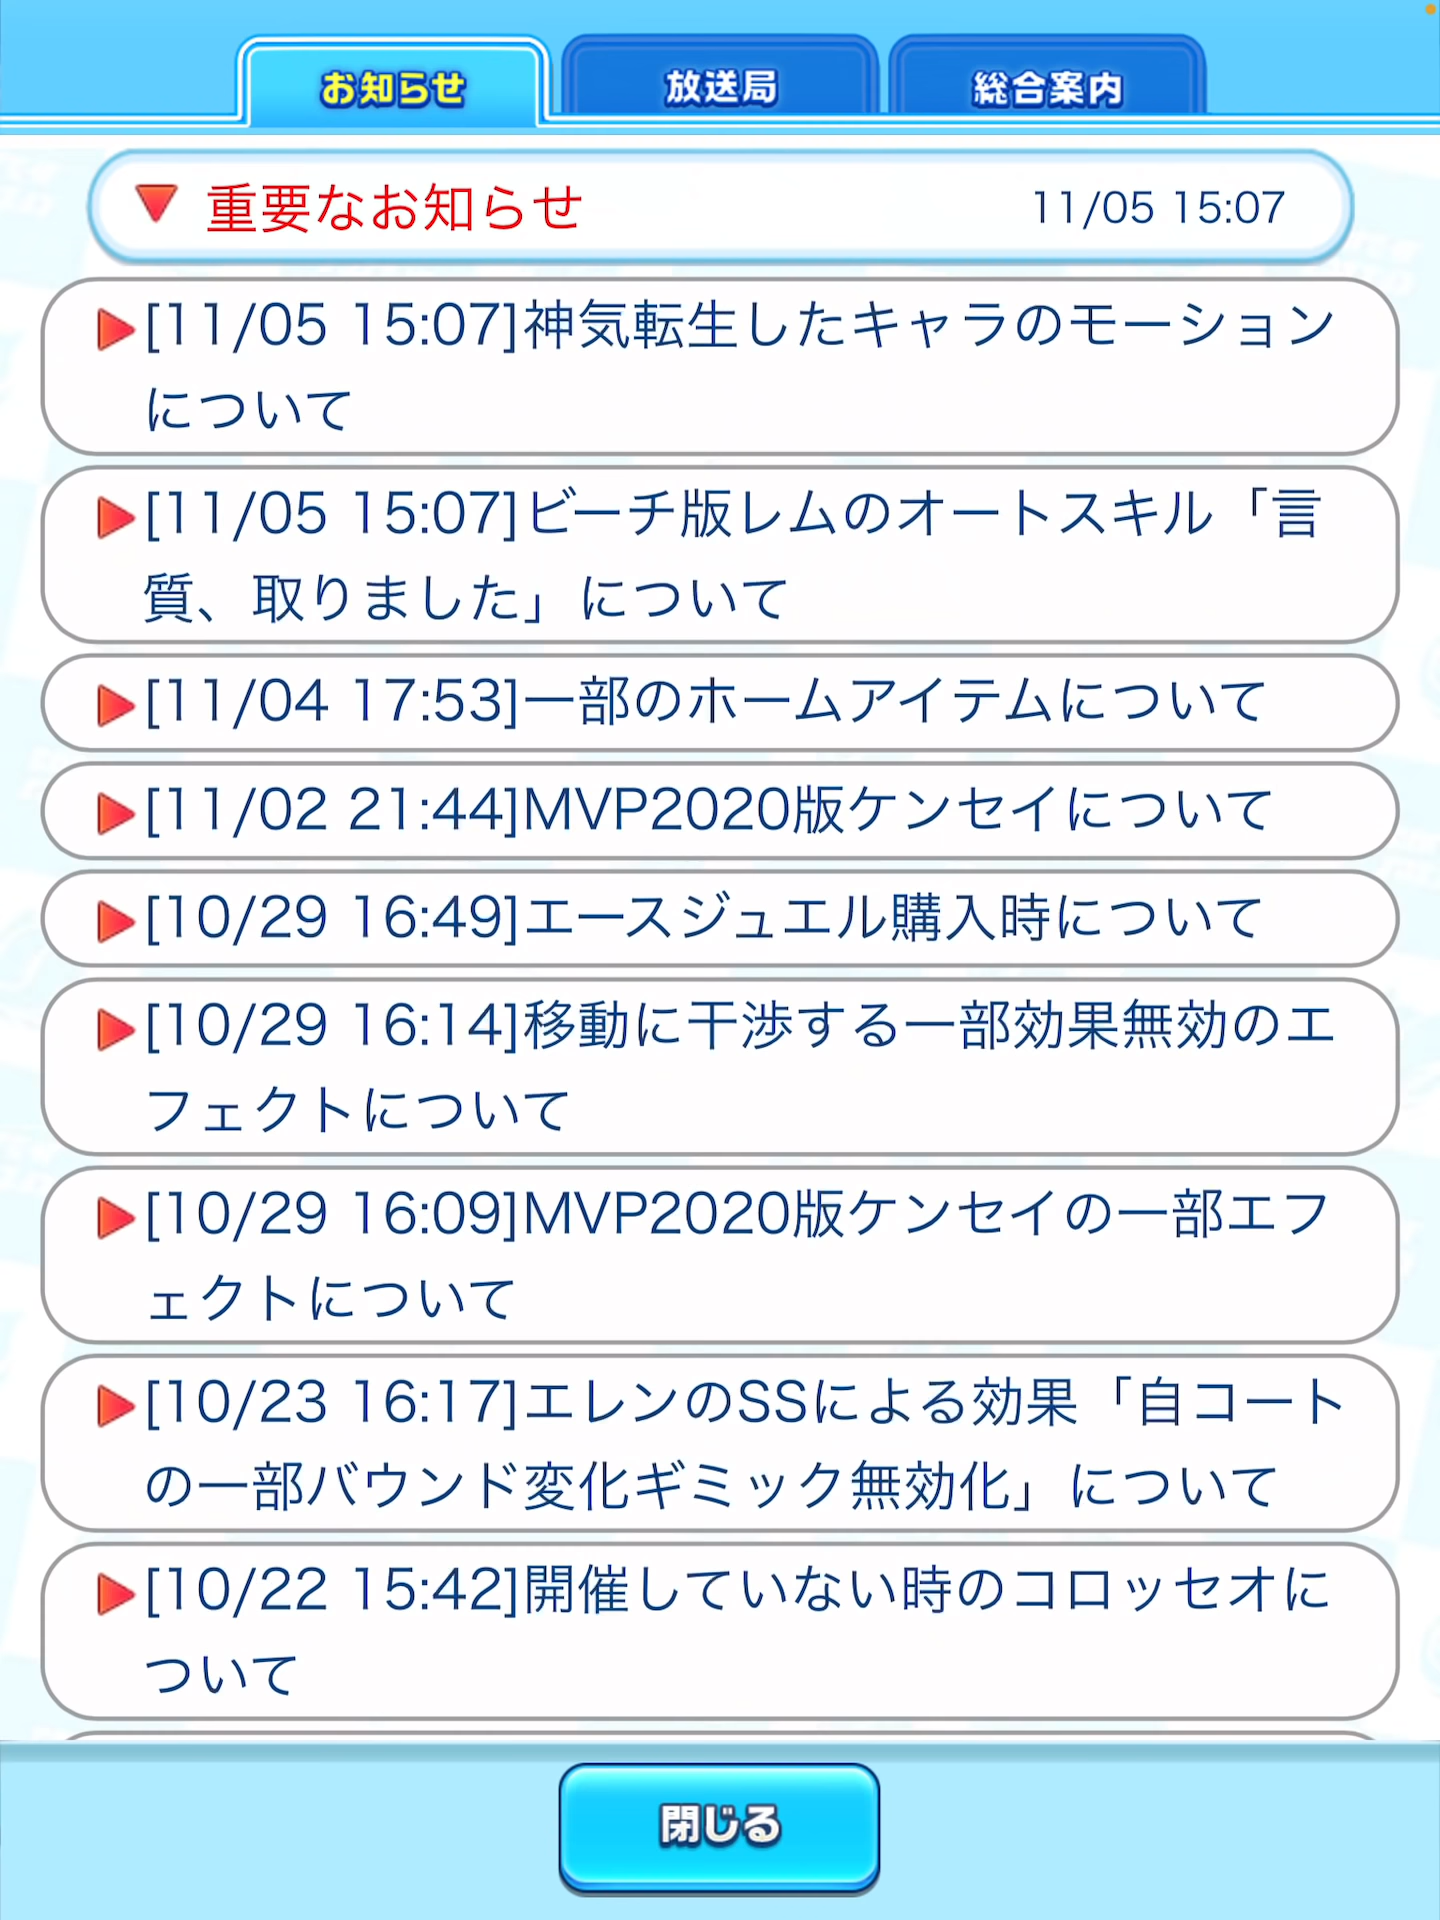 お知らせ
放送局
総合案内
重要なお知らせ
11/05 15:07
[11/05 15:07]神気転生したキャラのモーション
について
[11/05 15:07]ビーチ版レムのオートスキル「言
質、取りました」について
[11/04 17:53]一部のホームアイテムについて
[11/02 21:44]MVP2020版ケンセイについて
[10/29 16:49]エースジュエル購入時について
[10/29 16:14]移動に干渉する一部効果無効のエ
フェクトについて
[10/29 16:09]MVP2020版ケンセイの一部エフ
ェクトについて
[10/23 16:17]エレンのSSによる効果「自コート
の一部バウンド変化ギミック無効化」について
[10/22 15:42]開催していない時のコロッセオに
ついて
閉じる